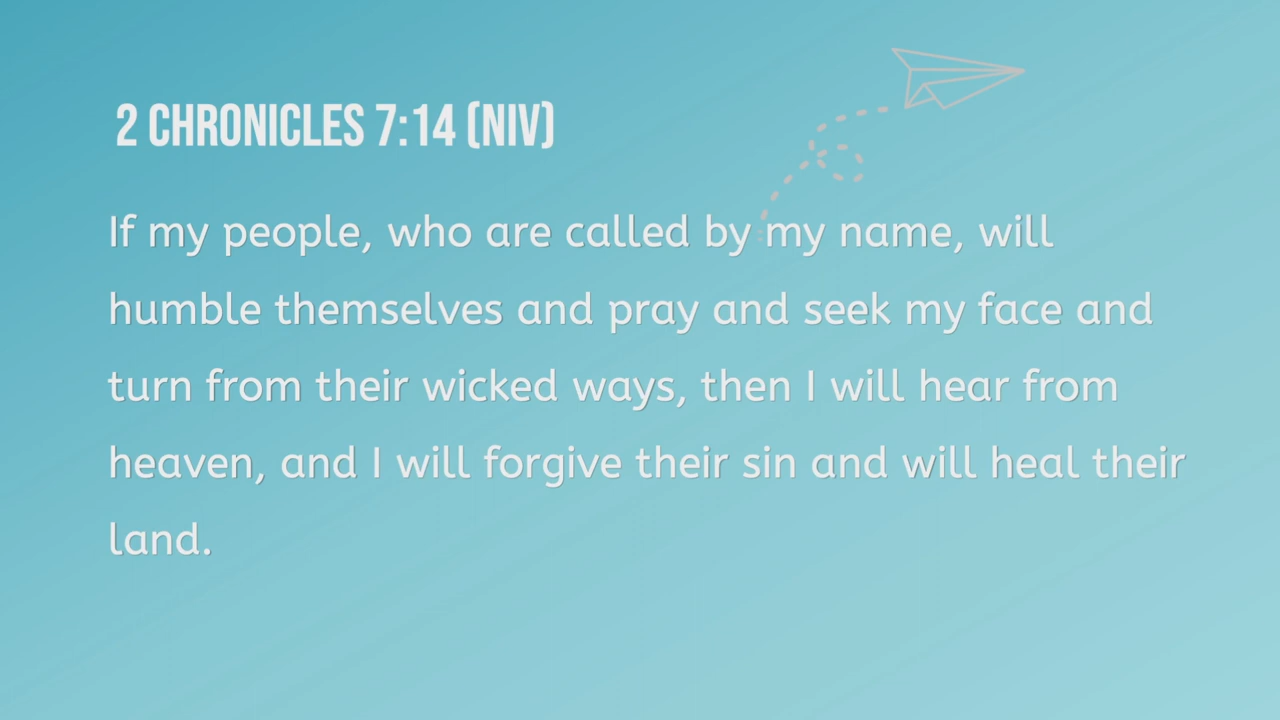 2 CHRONICLES 7:14 (NIV)
If my people, who are called by my name, will
humble themselves and pray and seek my face and
turn from their wicked ways, then I will hear from
heaven, and I will forgive their sin and will heal their
land.